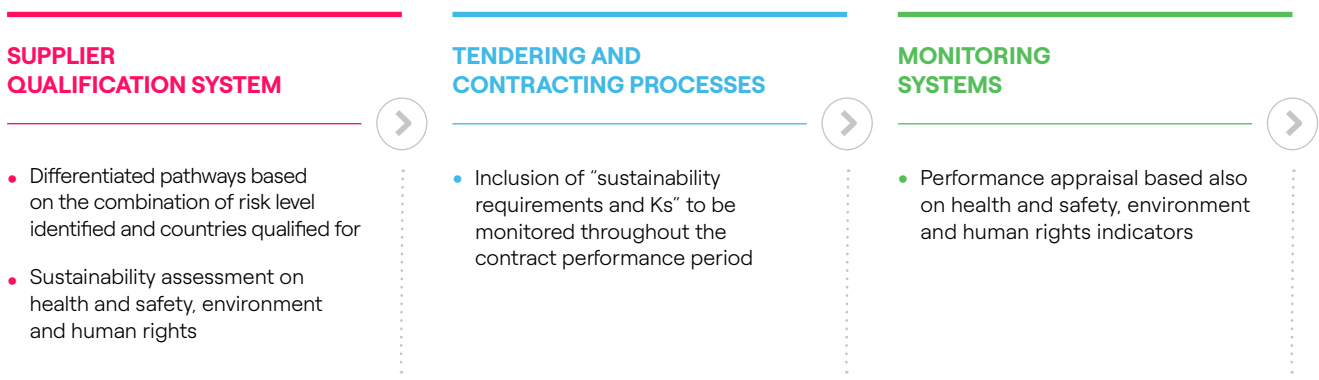 SUPPLIER
QUALIFICATION SYSTEM
• Differentiated pathways based
on the combination of risk level
identified and countries qualified for
• Sustainability assessment on
health and safety, environment
and human rights
TENDERING AND
CONTRACTING PROCESSES
• Inclusion of “sustainability
requirements and Ks” to be
monitored throughout the
contract performance period
MONITORING
SYSTEMS
• Performance appraisal based also
on health and safety, environment
and human rights indicators